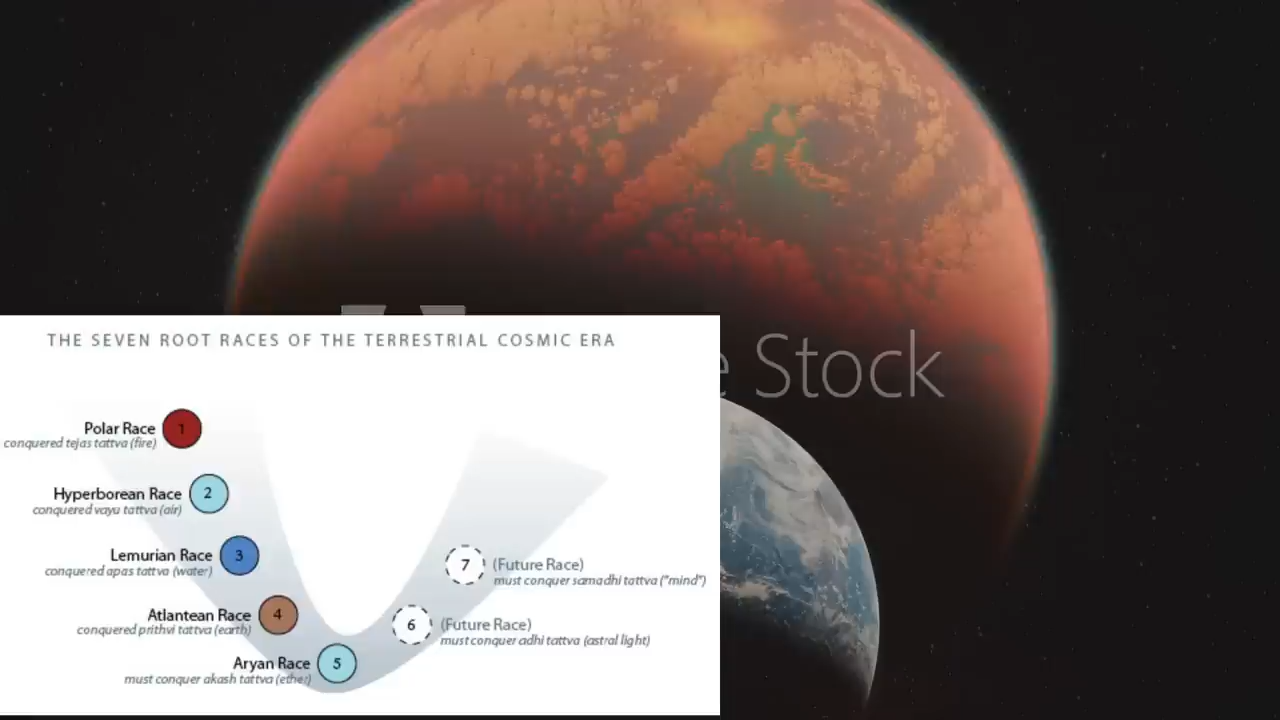 THE SEVEN ROOT RACES OF THE TERRESTRIAL COSMIC ERA
Stock
Polar Race 1
conquered tejas tattva (fire)
Hyperborean Race 2
conquered vayu tattva (air)
Lemurian Race 3
conquered apas tattva (water)
7 (Future Race)
must conquer samadhi tattva ("mind")
Atlantean Race 4
conquered prithvi tattva (earth)
6 (Future Race)
must conquer adhi tattva (astral light)
Aryan Race 5
must conquer akash tattva (ether)